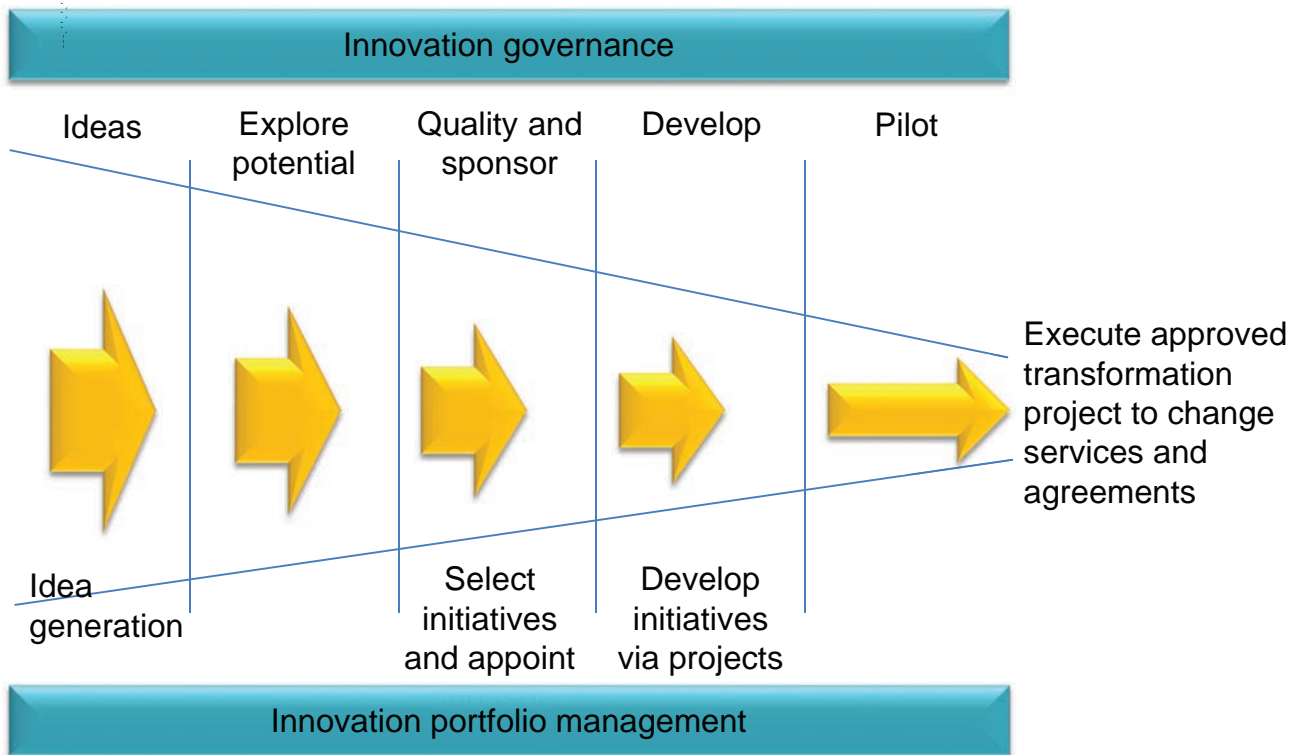 Innovation governance
Ideas
Explore
potential
Quality and
sponsor
Develop
Pilot
Execute approved
transformation
project to change
services and
agreements
Idea
generation
Select
initiatives
and appoint
Develop
initiatives
via projects
Innovation portfolio management